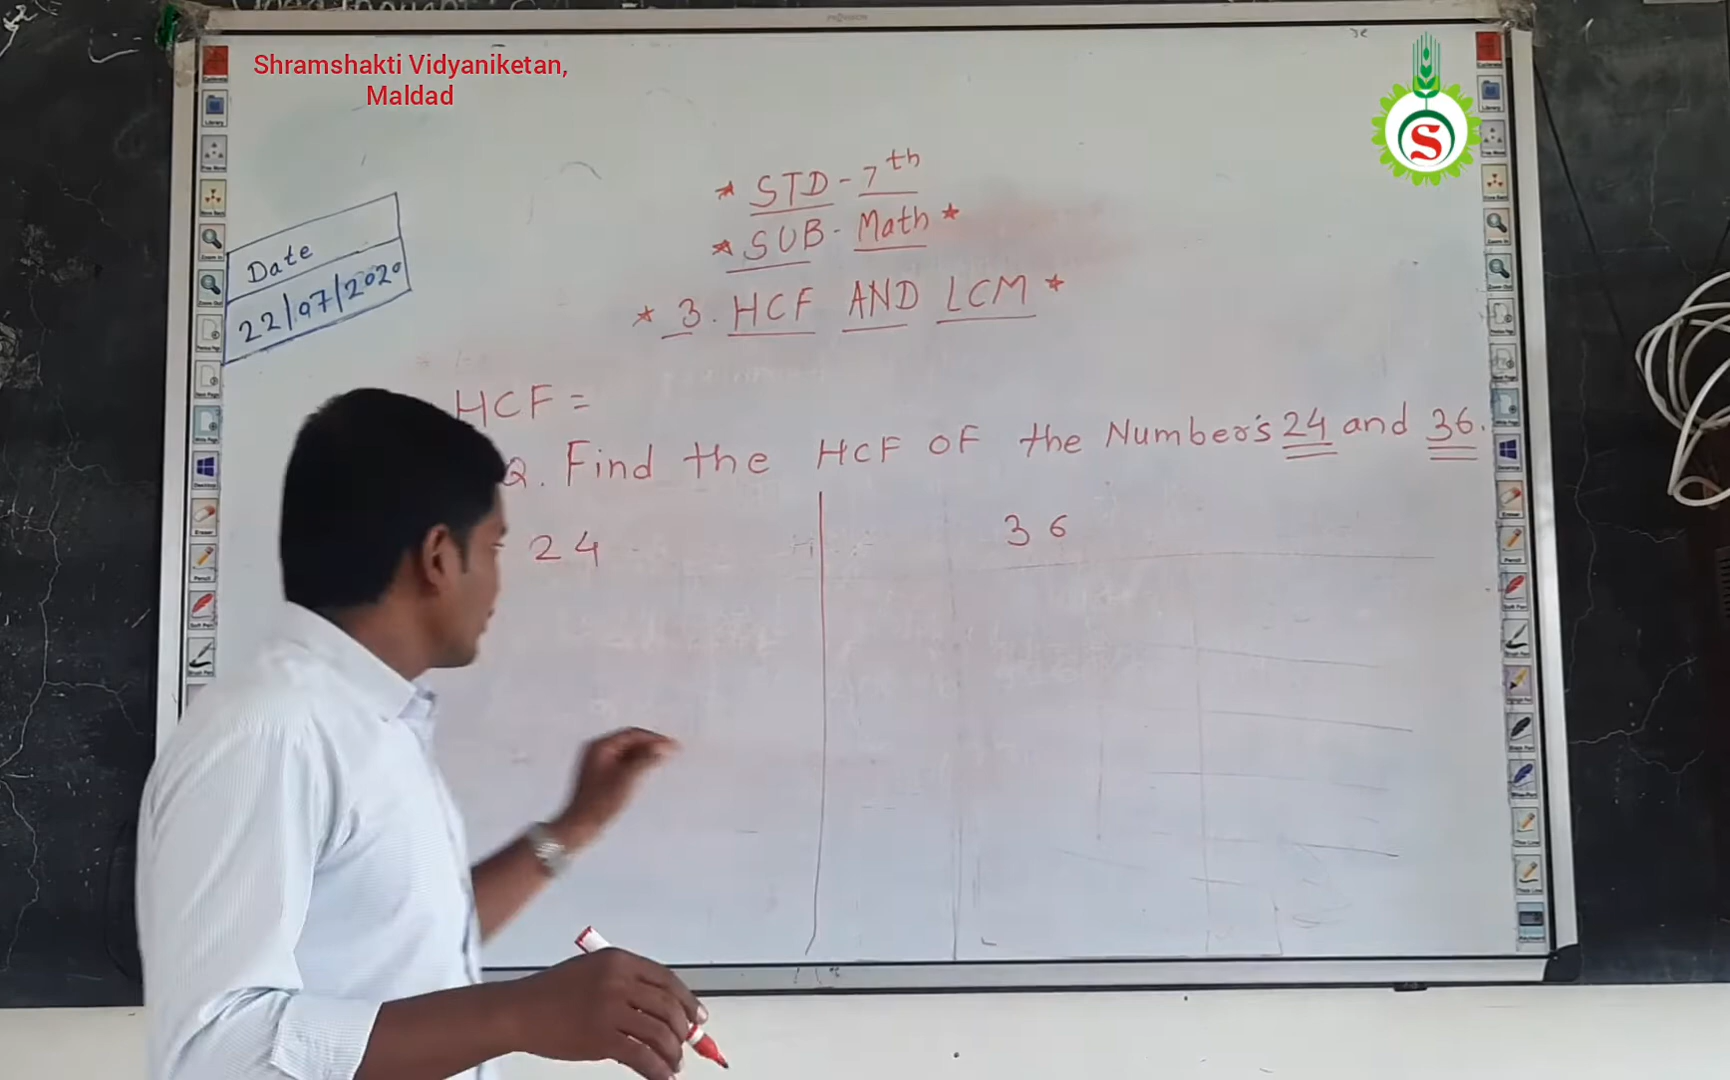 Shramshakti Vidyaniketan,
Maldad
S
* STD - 7th
* SUB - Math *
* 3. HCF AND LCM *
Date
22/07/2020
HCF =
Q. Find the HCF OF the Number's 24 and 36.
24
36